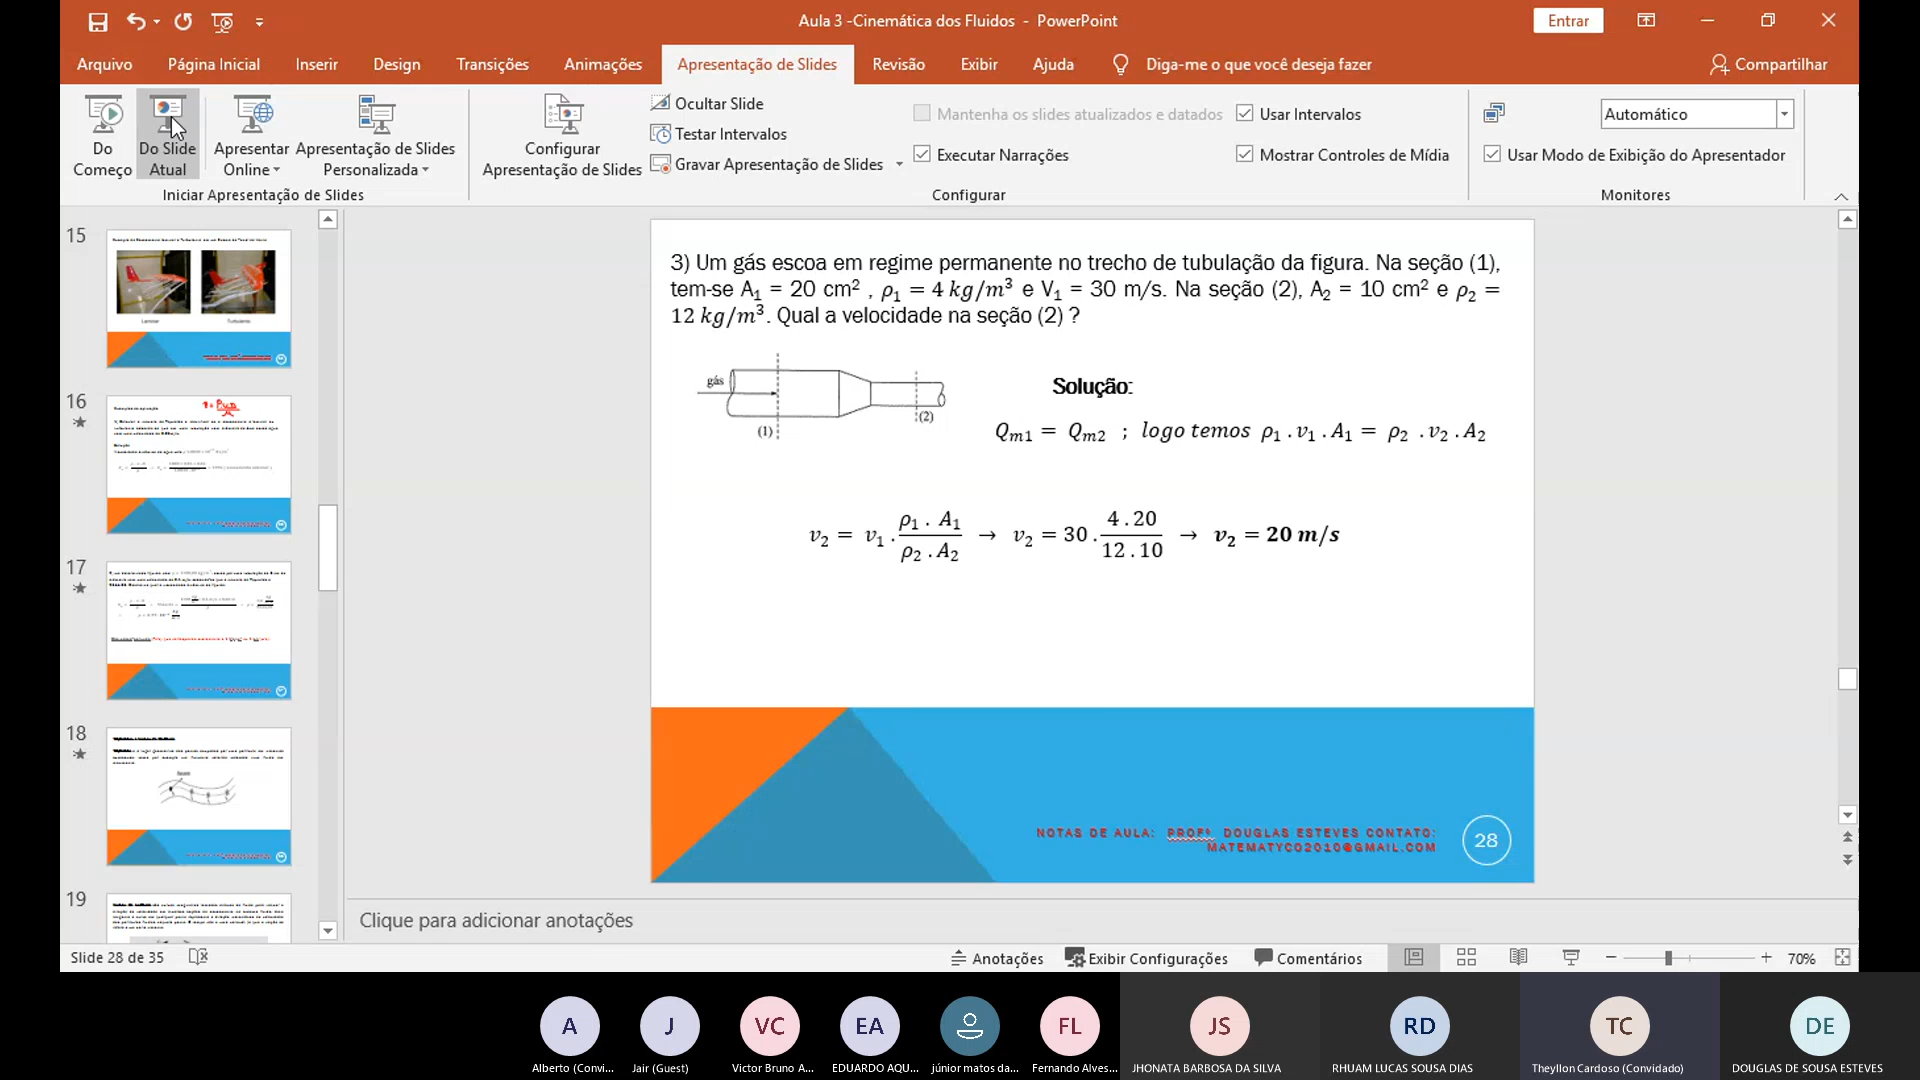 Aula 3 -Cinemática dos Fluidos - PowerPoint
Entrar
Arquivo
Página Inicial
Inserir
Design
Transições
Animações
Apresentação de Slides
Revisão
Exibir
Ajuda
Diga-me o que você deseja fazer
Compartilhar
Do Começo
Do Slide Atual
Apresentar Online
Apresentação de Slides Personalizada
Iniciar Apresentação de Slides
Configurar Apresentação de Slides
Ocultar Slide
Testar Intervalos
Gravar Apresentação de Slides
Mantenha os slides atualizados e datados
Executar Narrações
Usar Intervalos
Mostrar Controles de Mídia
Configurar
Automático
Usar Modo de Exibição do Apresentador
Monitores
15
16
17
18
19
3) Um gás escoa em regime permanente no trecho de tubulação da figura. Na seção (1),
tem-se A₁ = 20 cm² , ρ₁ = 4 kg/m³ e V₁ = 30 m/s. Na seção (2), A₂ = 10 cm² e ρ₂ =
12 kg/m³. Qual a velocidade na seção (2) ?
gás
(1)
(2)
Solução:
Qm1 = Qm2 ; logo temos ρ₁ . v₁ . A₁ = ρ₂ . v₂ . A₂
v₂ = v₁ . (ρ₁ . A₁)/(ρ₂ . A₂) → v₂ = 30 . (4 . 20)/(12 . 10) → v₂ = 20 m/s
NOTAS DE AULA: PROFº. DOUGLAS ESTEVES CONTATO:
MATEMATYCO2010@GMAIL.COM
28
Clique para adicionar anotações
Slide 28 de 35
Anotações
Exibir Configurações
Comentários
70%
A
J
VC
EA
FL
JS
RD
TC
DE
Alberto (Convi...
Jair (Guest)
Victor Bruno A...
EDUARDO AQU...
júnior matos da...
Fernando Alves...
JHONATA BARBOSA DA SILVA
RHUAM LUCAS SOUSA DIAS
Theyllon Cardoso (Convidado)
DOUGLAS DE SOUSA ESTEVES